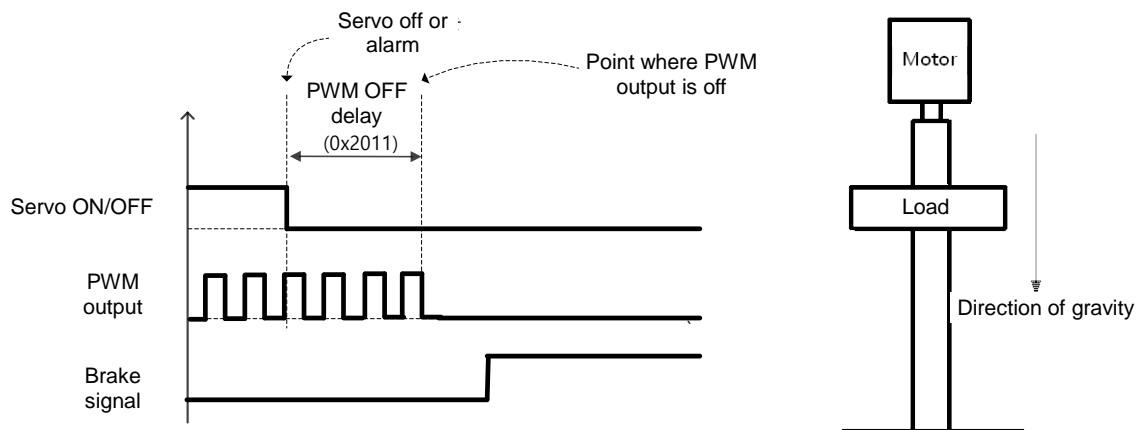 Servo off or
alarm
Point where PWM
output is off
PWM OFF
delay
(0x2011)
Servo ON/OFF
PWM
output
Brake
signal
Motor
Load
Direction of gravity